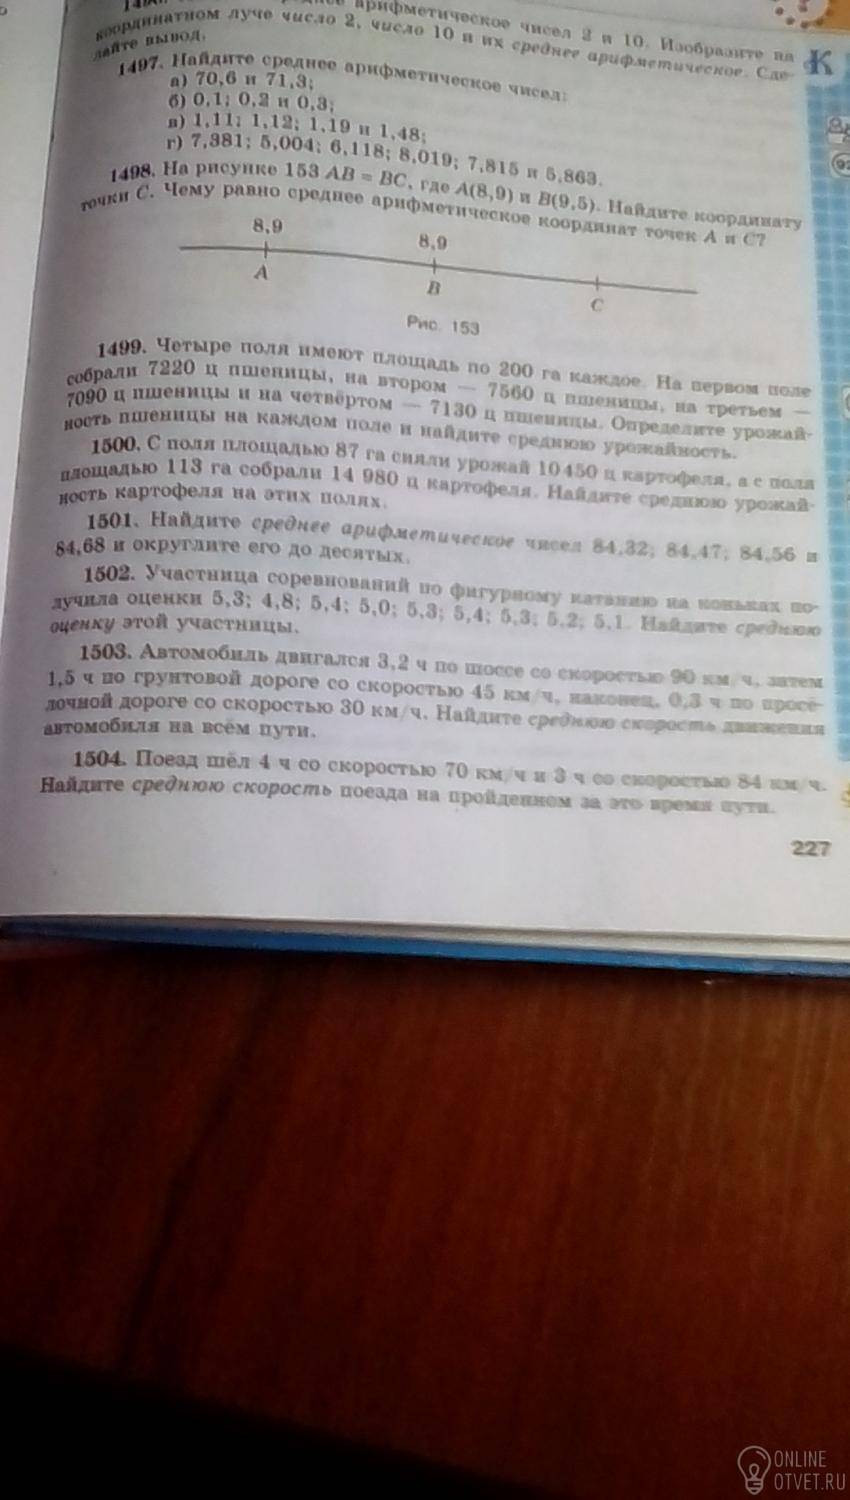 арифметическое чисел 2 и 10. Изобразите на
координатном луче число 2, число 10 и их среднее арифметическое. Сде-
лайте вывод.
1497. Найдите среднее арифметическое чисел:
а) 70,6 и 71,3;
б) 0,1; 0,2 и 0,3;
в) 1,11; 1,12; 1,19 и 1,48;
г) 7,381; 5,004; 6,118; 8,019; 7,815 и 5,863.
1498. На рисунке 153 AB = BC, где A(8,9) и B(9,5). Найдите координату
точки C. Чему равно среднее арифметическое координат точек A и C?
8,9
8,9
A
B
C
Рис. 153
1499. Четыре поля имеют площадь по 200 га каждое. На первом поле
собрали 7220 ц пшеницы, на втором — 7560 ц пшеницы, на третьем —
7090 ц пшеницы и на четвёртом — 7130 ц пшеницы. Определите урожай-
ность пшеницы на каждом поле и найдите среднюю урожайность.
1500. С поля площадью 87 га сняли урожай 10 450 ц картофеля, а с поля
площадью 113 га собрали 14 980 ц картофеля. Найдите среднюю урожай-
ность картофеля на этих полях.
1501. Найдите среднее арифметическое чисел 84,32; 84,47; 84,56 и
84,68 и округлите его до десятых.
1502. Участница соревнований по фигурному катанию на коньках по-
лучила оценки 5,3; 4,8; 5,4; 5,0; 5,3; 5,4; 5,3; 5,2; 5,1. Найдите среднюю
оценку этой участницы.
1503. Автомобиль двигался 3,2 ч по шоссе со скоростью 90 км/ч, затем
1,5 ч по грунтовой дороге со скоростью 45 км/ч, наконец, 0,3 ч по просё-
лочной дороге со скоростью 30 км/ч. Найдите среднюю скорость движения
автомобиля на всём пути.
1504. Поезд шёл 4 ч со скоростью 70 км/ч и 3 ч со скоростью 84 км/ч.
Найдите среднюю скорость поезда на пройденном за это время пути.
227
К
ONLINE
OTVET.RU